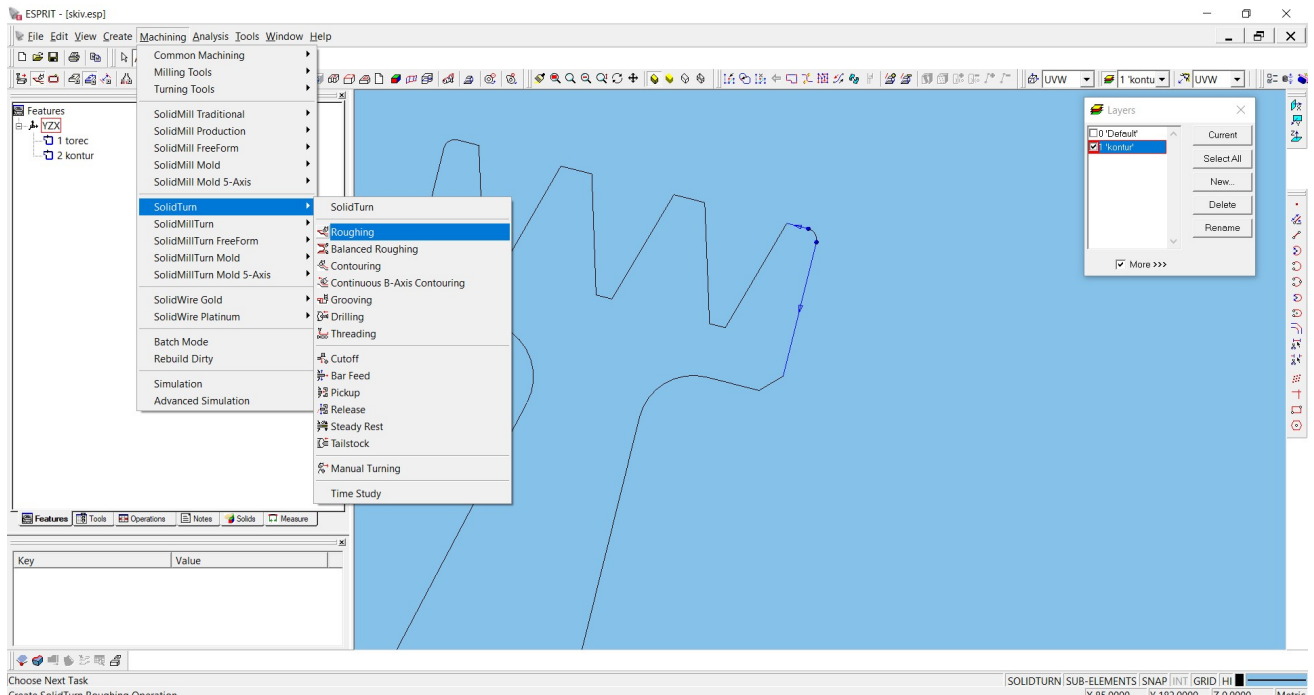 ESPRIT - [skiv.esp]
File Edit View Create Machining Analysis Tools Window Help
UVW 1 'kontu UVW
Common Machining
Milling Tools
Turning Tools
SolidMill Traditional
SolidMill Production
SolidMill FreeForm
SolidMill Mold
SolidMill Mold 5-Axis
SolidTurn
SolidMillTurn
SolidMillTurn FreeForm
SolidMillTurn Mold
SolidMillTurn Mold 5-Axis
SolidWire Gold
SolidWire Platinum
Batch Mode
Rebuild Dirty
Simulation
Advanced Simulation
SolidTurn
Roughing
Balanced Roughing
Contouring
Continuous B-Axis Contouring
Grooving
Drilling
Threading
Cutoff
Bar Feed
Pickup
Release
Steady Rest
Tailstock
Manual Turning
Time Study
Features
YZX
1 torec
2 kontur
Layers
0 'Default'
1 'kontur'
Current
Select All
New...
Delete
Rename
More >>>
Features Tools Operations Notes Solids Measure
Key Value
Choose Next Task
SOLIDTURN SUB-ELEMENTS SNAP INT GRID HI
Create SolidTurn Roughing Operation
X 85.0000 Y 182.0000 Z 0.0000 Metric